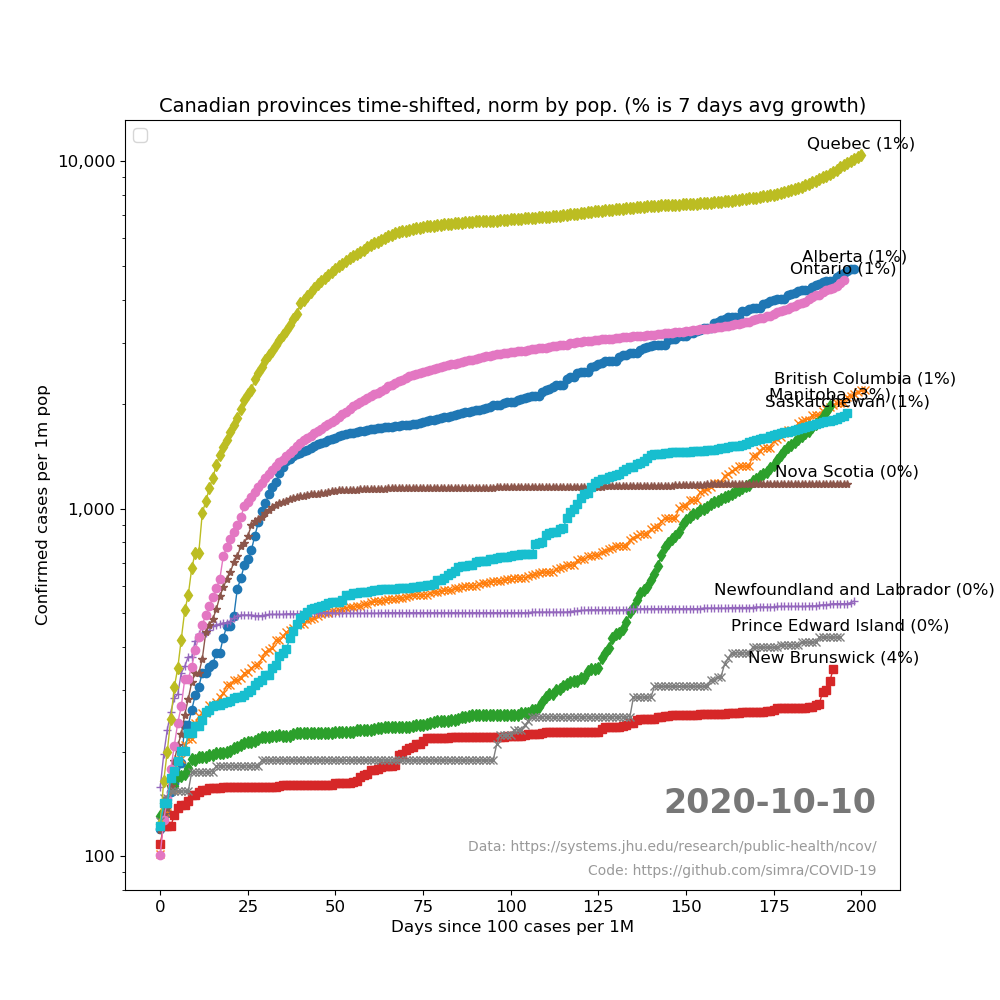 Canadian provinces time-shifted, norm by pop. (% is 7 days avg growth)
Quebec (1%)
10,000
Alberta (1%)
Ontario (1%)
British Columbia (1%)
Manitoba (3%)
Saskatchewan (1%)
Nova Scotia (0%)
1,000
Confirmed cases per 1m pop
Newfoundland and Labrador (0%)
Prince Edward Island (0%)
New Brunswick (4%)
2020-10-10
Data: https://systems.jhu.edu/research/public-health/ncov/
100
Code: https://github.com/simra/COVID-19
0 25 50 75 100 125 150 175 200
Days since 100 cases per 1M